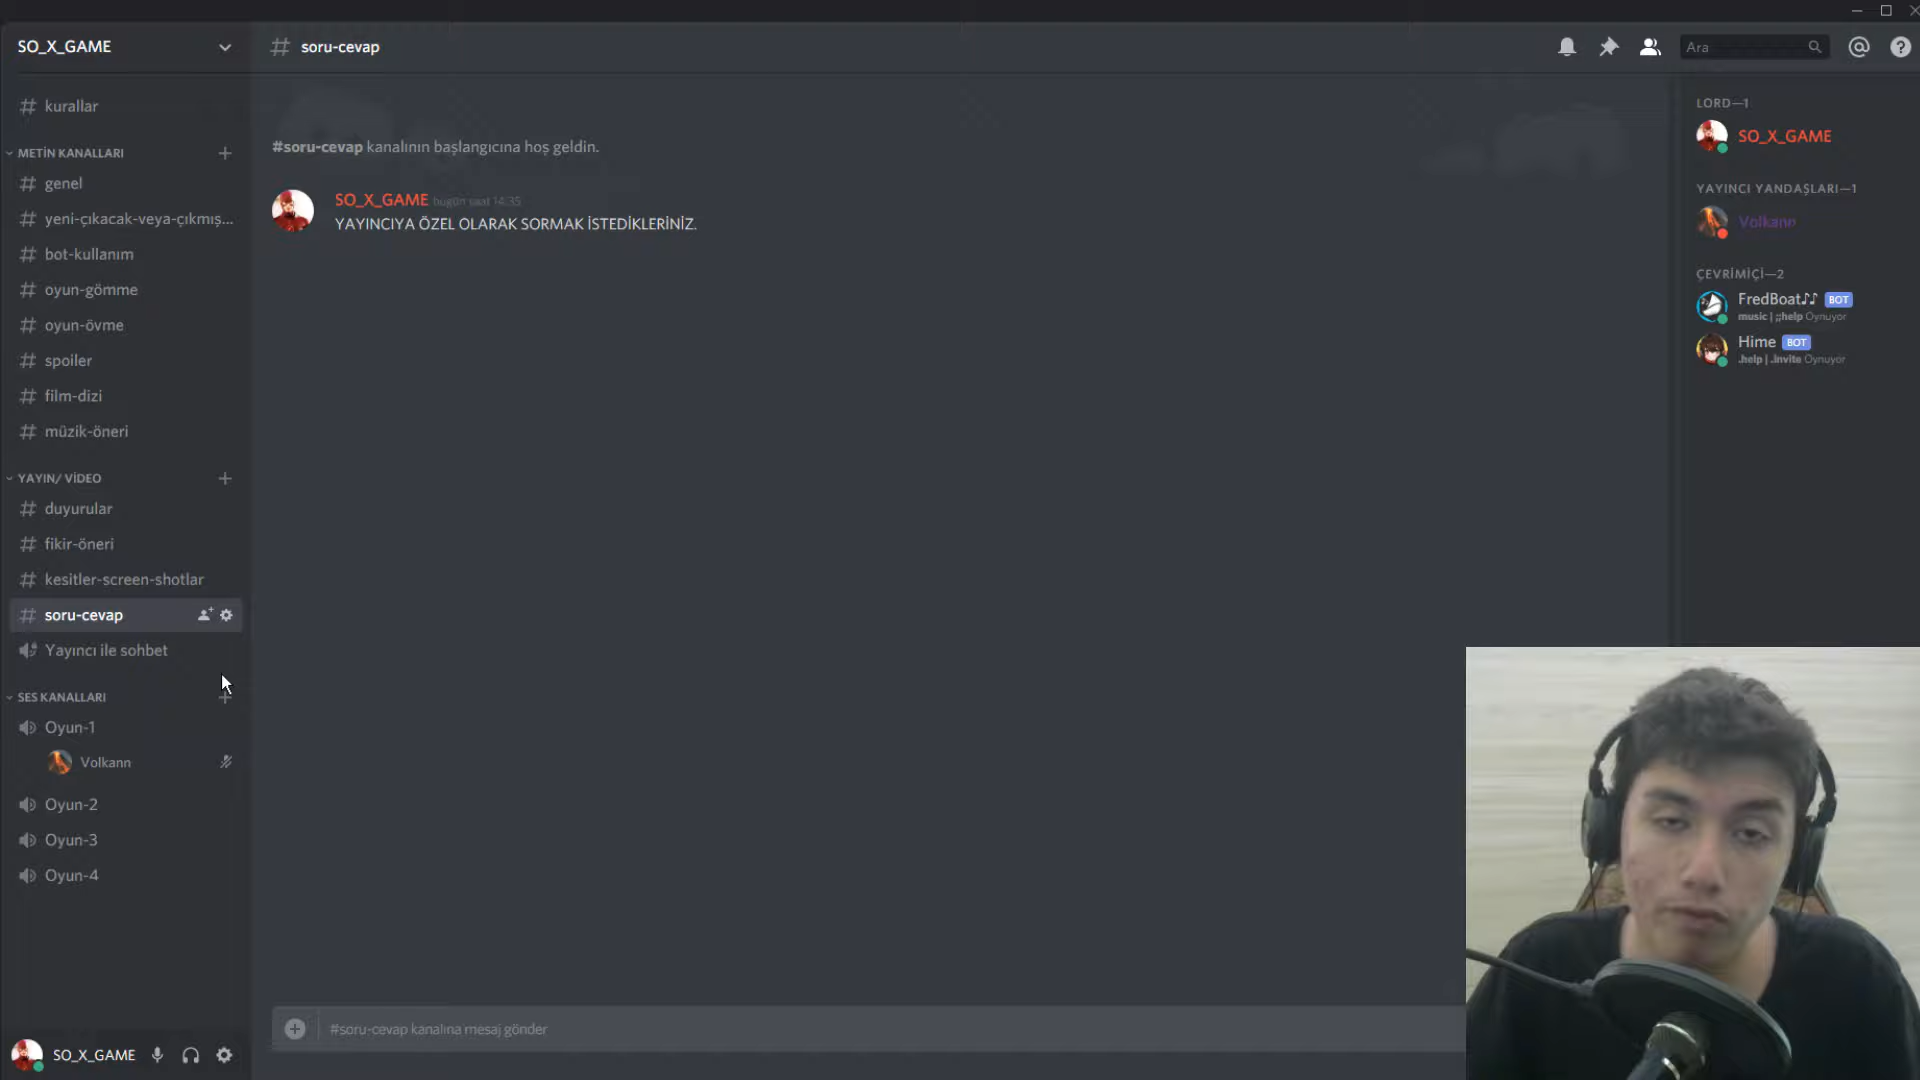 SO_X_GAME
kurallar
METİN KANALLARI
genel
yeni-çıkacak-veya-çıkmış...
bot-kullanım
oyun-gömme
oyun-övme
spoiler
film-dizi
müzik-öneri
YAYIN/ VİDEO
duyurular
fikir-öneri
kesitler-screen-shotlar
soru-cevap
Yayıncı ile sohbet
SES KANALLARI
Oyun-1
Volkann
Oyun-2
Oyun-3
Oyun-4
SO_X_GAME
# soru-cevap
Ara
#soru-cevap kanalının başlangıcına hoş geldin.
SO_X_GAME bugün saat 14:35
YAYINCIYA ÖZEL OLARAK SORMAK İSTEDİKLERİNİZ.
#soru-cevap kanalına mesaj gönder
LORD—1
SO_X_GAME
YAYINCI YANDAŞLARI—1
Volkann
ÇEVRİMİÇİ—2
FredBoat♪♪ BOT
music | ;;help Oynuyor
Hime BOT
.help | .invite Oynuyor